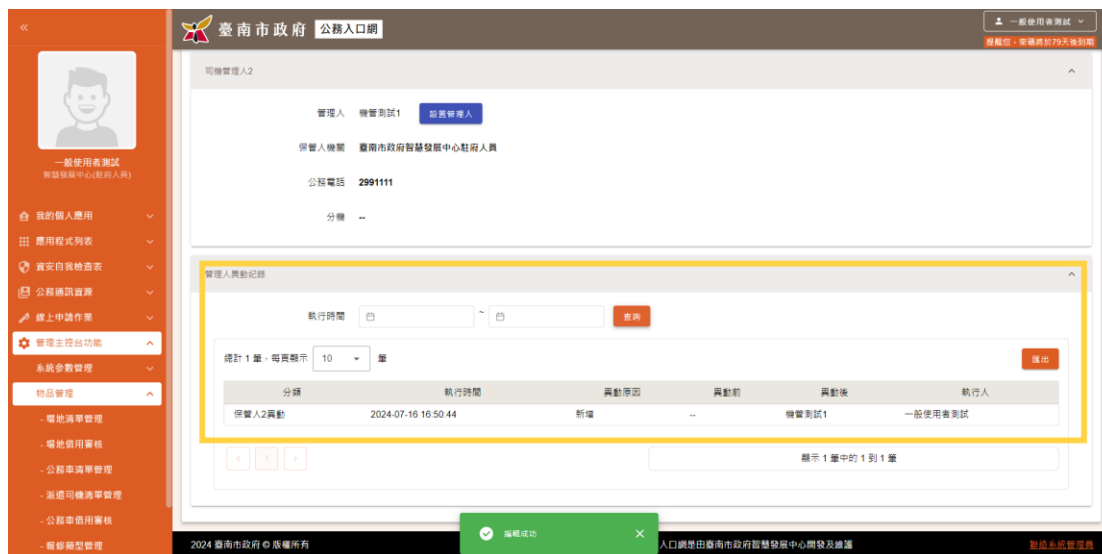 «
臺南市政府 公務入口網
一般使用者測試
提醒您，密碼將於79天後到期
一般使用者測試
智慧發展中心(駐府人員)
我的個人應用
應用程式列表
資安自我檢查表
公務通訊資源
線上申請作業
管理主控台功能
系統參數管理
物品管理
- 場地清單管理
- 場地借用審核
- 公務車清單管理
- 派遣司機清單管理
- 公務車借用審核
- 報修類型管理
司機管理人2
管理人 機管測試1 設置管理人
保管人機關 臺南市政府智慧發展中心駐府人員
公務電話 2991111
分機 --
管理人異動紀錄
執行時間 ~ 查詢
總計 1 筆，每頁顯示 10 筆
匯出
分類 執行時間 異動原因 異動前 異動後 執行人
保管人2異動 2024-07-16 16:50:44 新增 -- 機管測試1 一般使用者測試
< 1 >
顯示 1 筆中的 1 到 1 筆
編輯成功 ×
2024 臺南市政府 © 版權所有
入口網是由臺南市政府智慧發展中心開發及維護
聯絡系統管理員